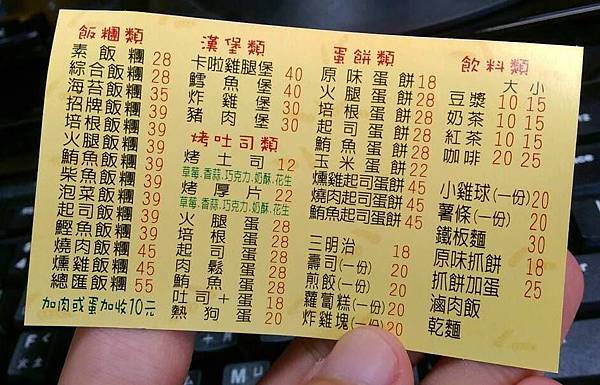 飯糰類
素飯糰 28
綜合飯糰 28
海苔飯糰 35
招牌飯糰 39
培根飯糰 39
火腿飯糰 39
鮪魚飯糰 39
柴魚飯糰 39
泡菜飯糰 39
起司飯糰 39
鰹魚飯糰 39
燒肉飯糰 45
燻雞飯糰 45
總匯飯糰 55
加肉或蛋加收10元
漢堡類
卡啦雞腿堡 40
鱈魚堡 40
炸雞堡 30
豬肉堡 30
烤吐司類
烤土司 12
草莓.香蒜.巧克力.奶酥.花生
烤厚片 22
草莓.香蒜.巧克力.奶酥.花生
火腿蛋 28
培根蛋 28
起司蛋 28
肉鬆蛋 28
吐司+蛋 18
熱狗蛋 20
蛋餅類
原味蛋餅 18
火腿蛋餅 28
培根蛋餅 28
起司蛋餅 28
鮪魚蛋餅 28
玉米蛋餅 22
燻雞起司蛋餅 45
燒肉起司蛋餅 45
鮪魚起司蛋餅 45
三明治 18
壽司(一份) 20
煎餃(一份) 20
蘿蔔糕(一份) 20
炸雞塊(一份) 20
飲料類
大 小
豆漿 10 15
奶茶 10 15
紅茶 10 15
咖啡 20 25
小雞球(一份) 20
薯條(一份) 20
鐵板麵 30
原味抓餅 18
抓餅加蛋 25
滷肉飯
乾麵